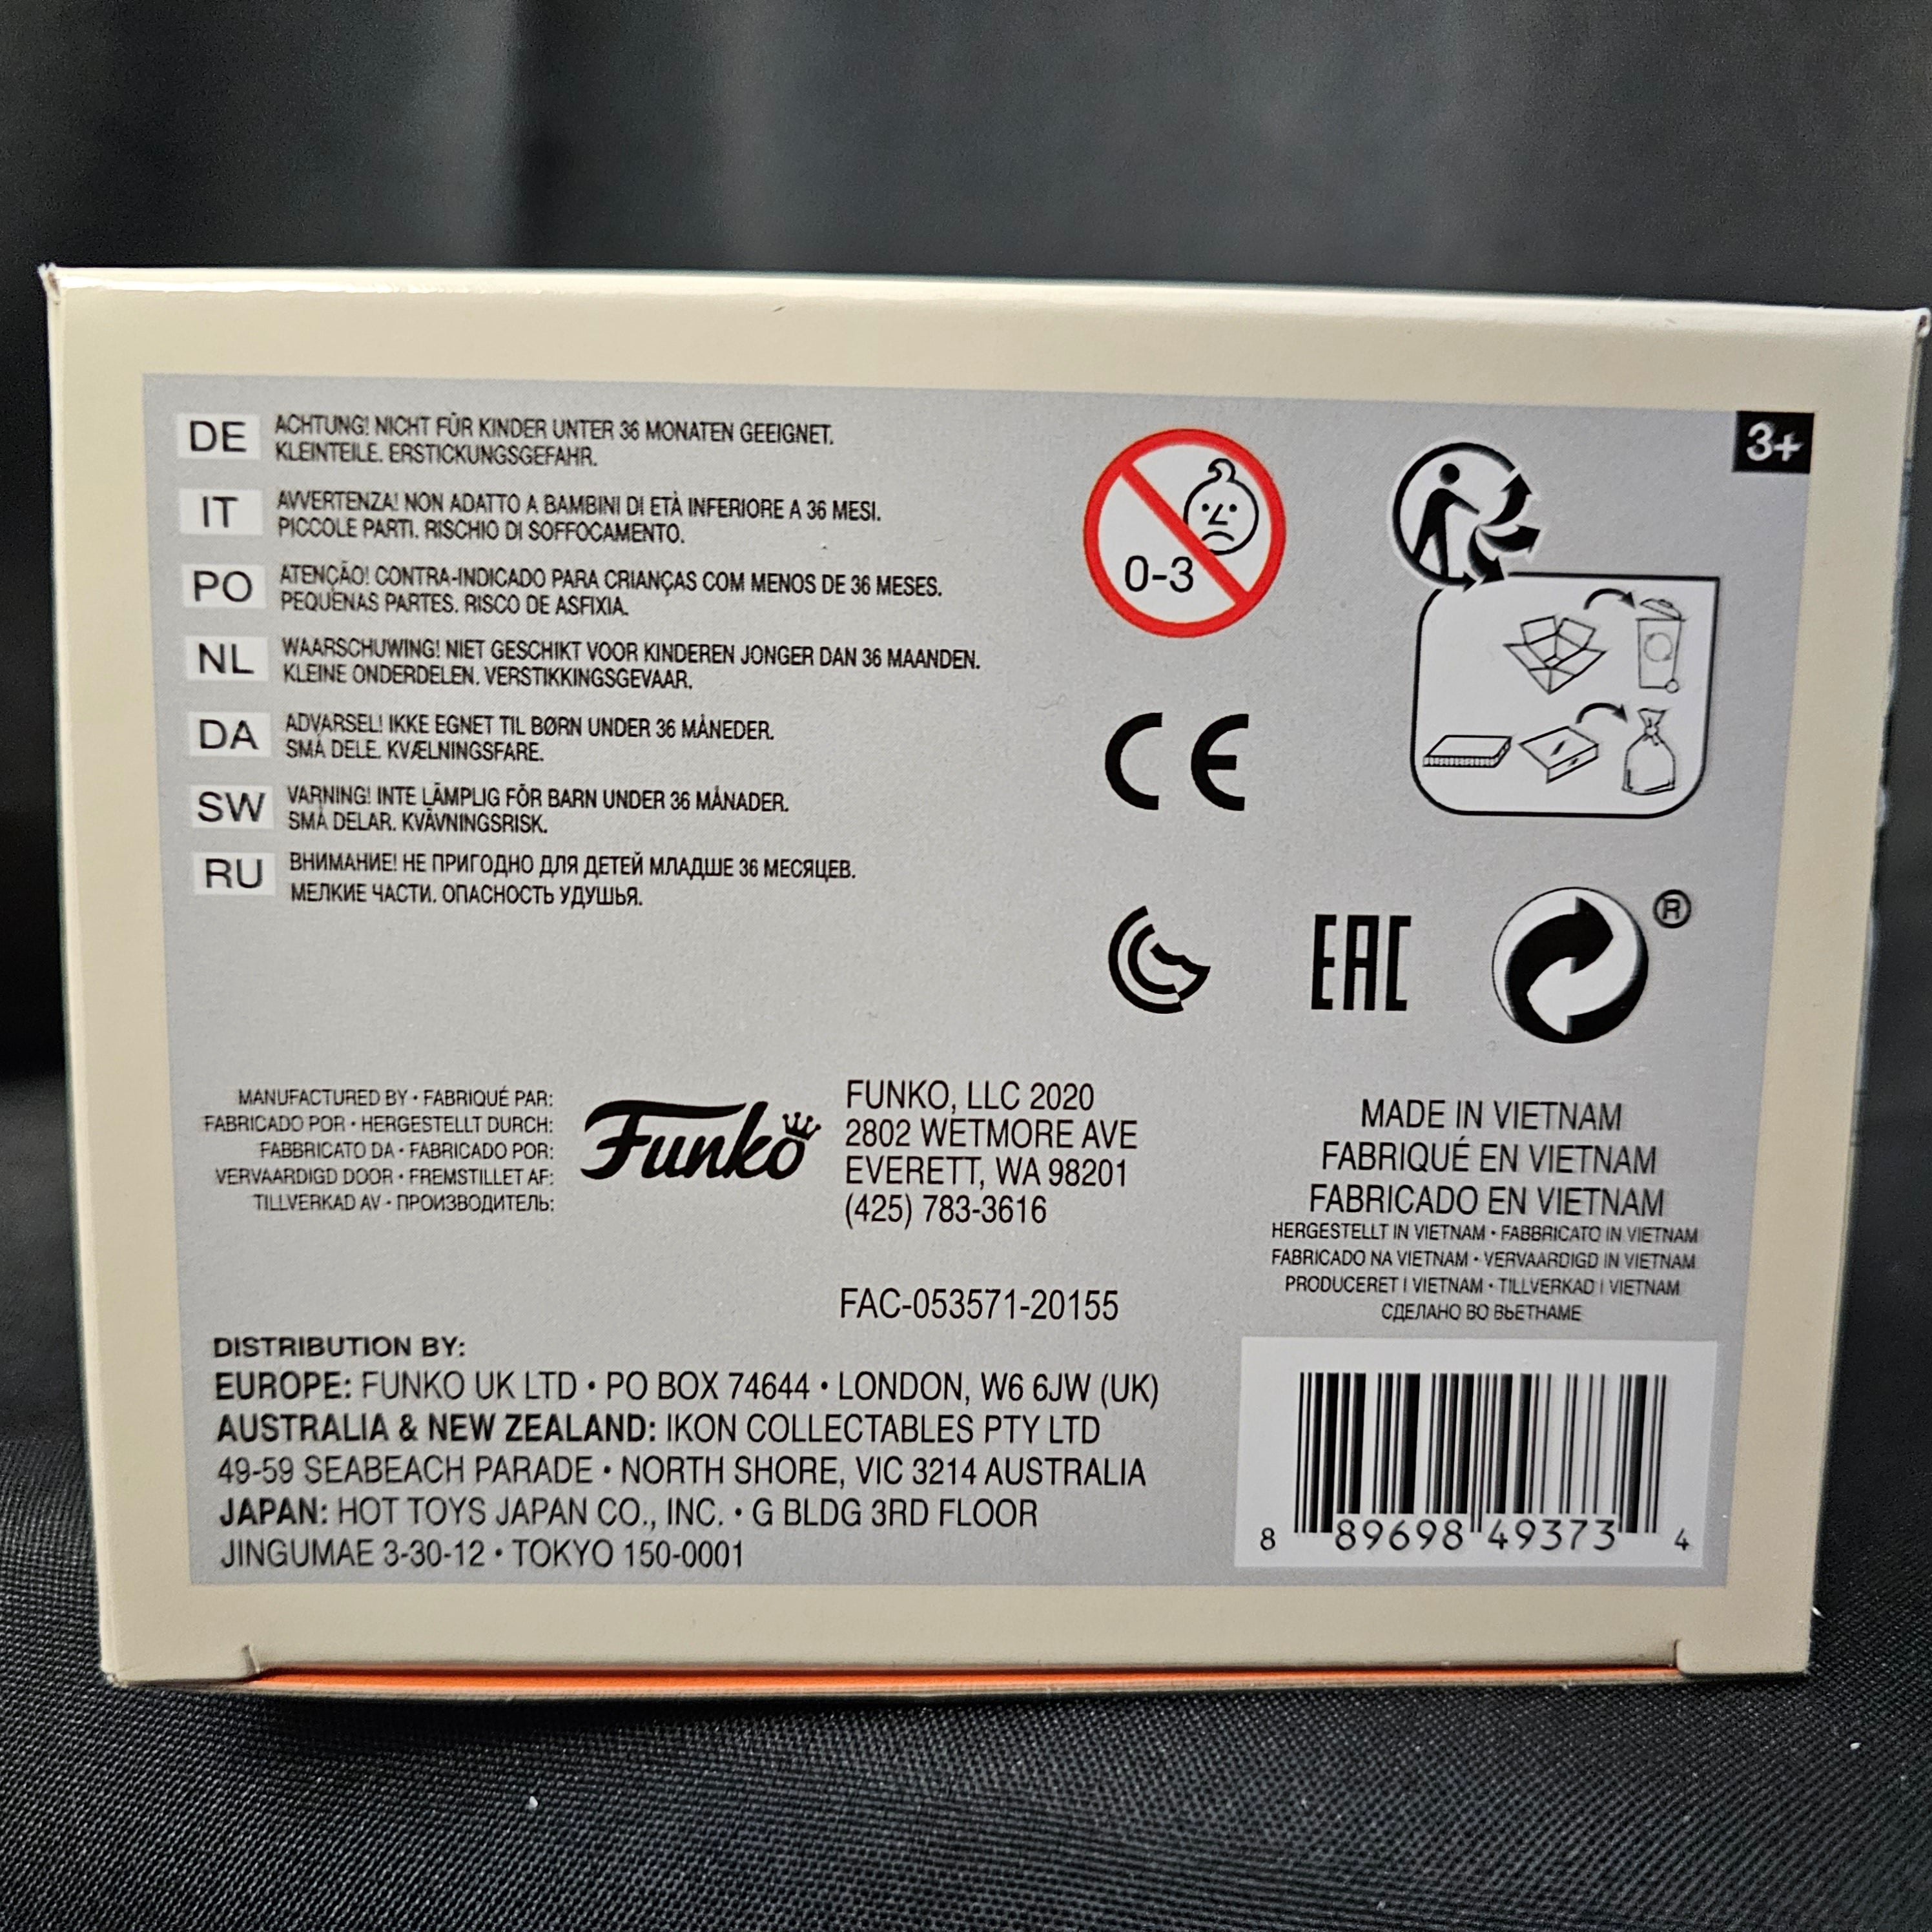 DE ACHTUNG! NICHT FÜR KINDER UNTER 36 MONATEN GEEIGNET.
KLEINTEILE. ERSTICKUNGSGEFAHR.
IT AVVERTENZA! NON ADATTO A BAMBINI DI ETÀ INFERIORE A 36 MESI.
PICCOLE PARTI. RISCHIO DI SOFFOCAMENTO.
PO ATENÇÃO! CONTRA-INDICADO PARA CRIANÇAS COM MENOS DE 36 MESES.
PEQUENAS PARTES. RISCO DE ASFIXIA.
NL WAARSCHUWING! NIET GESCHIKT VOOR KINDEREN JONGER DAN 36 MAANDEN.
KLEINE ONDERDELEN. VERSTIKKINGSGEVAAR.
DA ADVARSEL! IKKE EGNET TIL BØRN UNDER 36 MÅNEDER.
SMÅ DELE. KVÆLNINGSFARE.
SW VARNING! INTE LÄMPLIG FÖR BARN UNDER 36 MÅNADER.
SMÅ DELAR. KVÄVNINGSRISK.
RU ВНИМАНИЕ! НЕ ПРИГОДНО ДЛЯ ДЕТЕЙ МЛАДШЕ 36 МЕСЯЦЕВ.
МЕЛКИЕ ЧАСТИ. ОПАСНОСТЬ УДУШЬЯ.
0-3
3+
CE
EAC
®
MANUFACTURED BY • FABRIQUÉ PAR:
FABRICADO POR • HERGESTELLT DURCH:
FABBRICATO DA • FABRICADO POR:
VERVAARDIGD DOOR • FREMSTILLET AF:
TILLVERKAD AV • ПРОИЗВОДИТЕЛЬ:
Funko
FUNKO, LLC 2020
2802 WETMORE AVE
EVERETT, WA 98201
(425) 783-3616
FAC-053571-20155
MADE IN VIETNAM
FABRIQUÉ EN VIETNAM
FABRICADO EN VIETNAM
HERGESTELLT IN VIETNAM • FABBRICATO IN VIETNAM
FABRICADO NA VIETNAM • VERVAARDIGD IN VIETNAM
PRODUCERET I VIETNAM • TILLVERKAD I VIETNAM
СДЕЛАНО ВО ВЬЕТНАМЕ
DISTRIBUTION BY:
EUROPE: FUNKO UK LTD • PO BOX 74644 • LONDON, W6 6JW (UK)
AUSTRALIA & NEW ZEALAND: IKON COLLECTABLES PTY LTD
49-59 SEABEACH PARADE • NORTH SHORE, VIC 3214 AUSTRALIA
JAPAN: HOT TOYS JAPAN CO., INC. • G BLDG 3RD FLOOR
JINGUMAE 3-30-12 • TOKYO 150-0001
8 89698 49373 4